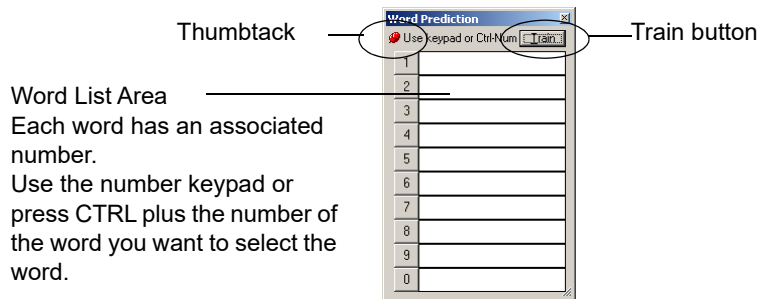 Word Prediction
Thumbtack
Use keypad or Ctrl-Num
Train
Train button
Word List Area
Each word has an associated
number.
Use the number keypad or
press CTRL plus the number of
the word you want to select the
word.
1
2
3
4
5
6
7
8
9
0